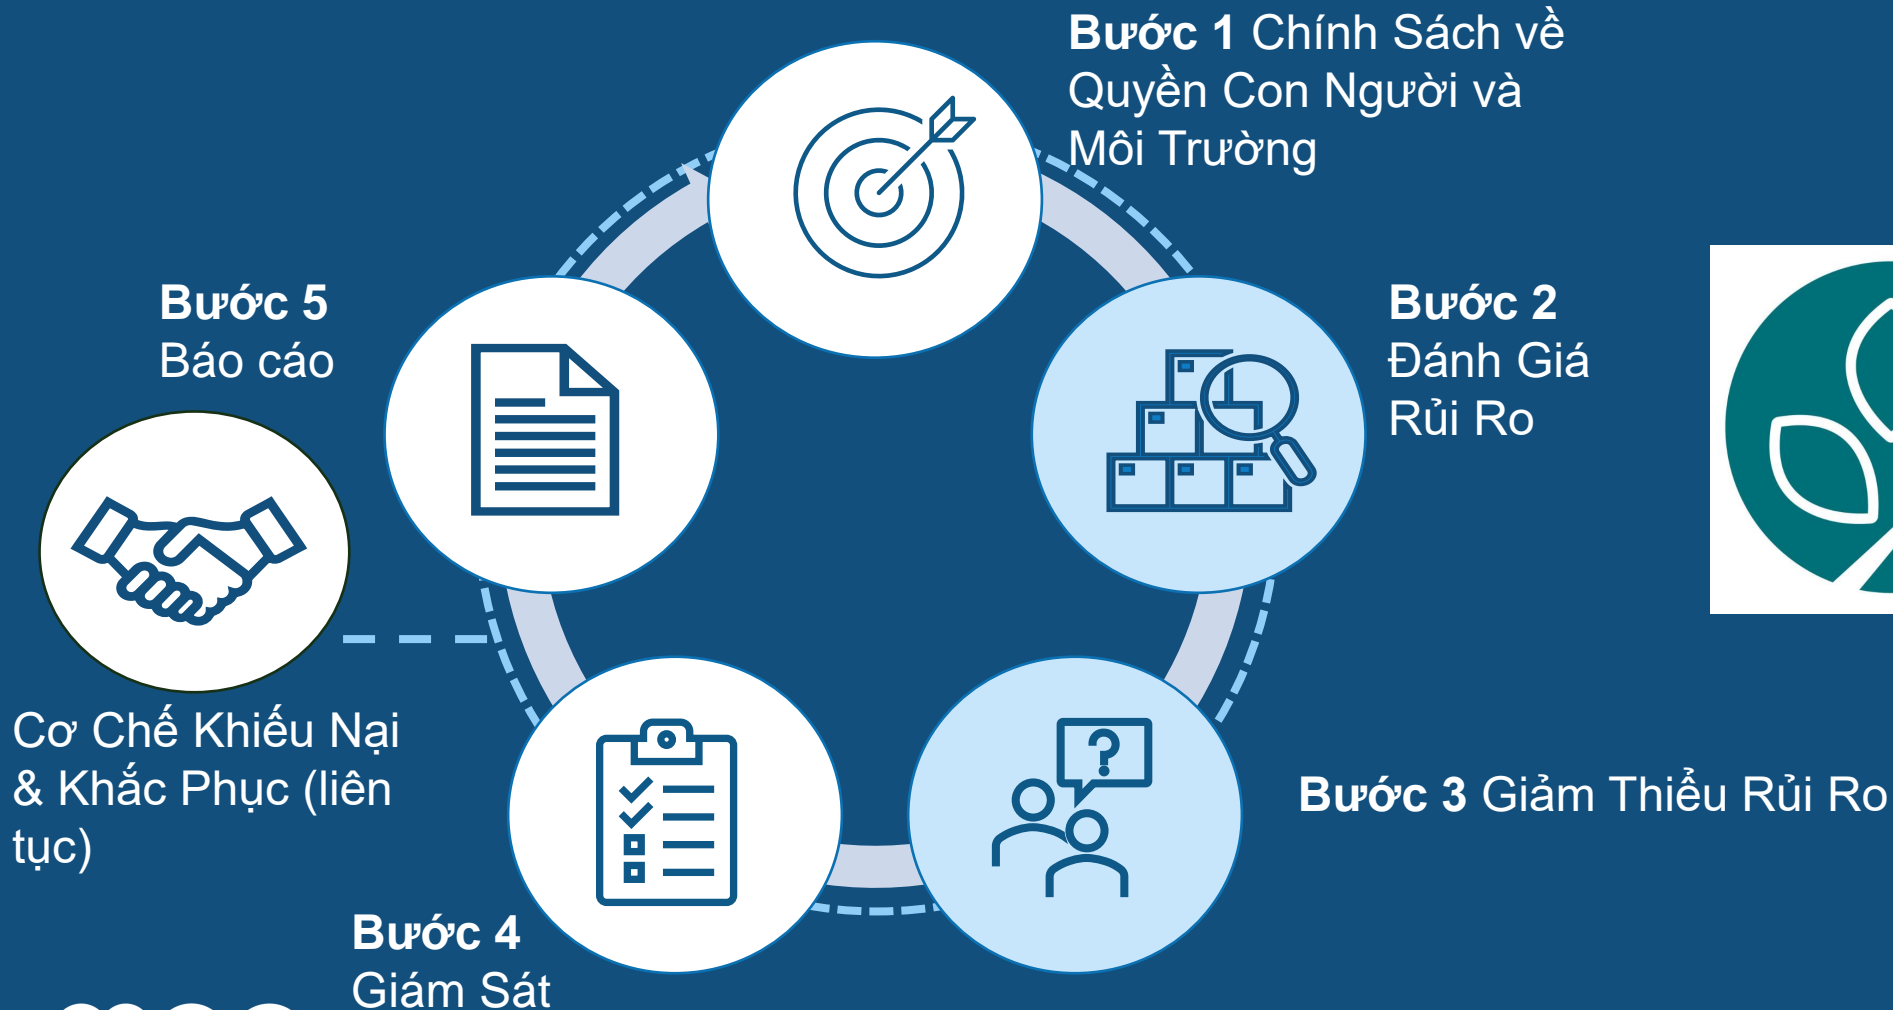 Bước 1 Chính Sách về
Quyền Con Người và
Môi Trường
Bước 2
Đánh Giá
Rủi Ro
Bước 3 Giảm Thiểu Rủi Ro
Bước 4
Giám Sát
Bước 5
Báo cáo
Cơ Chế Khiếu Nại
& Khắc Phục (liên
tục)
?